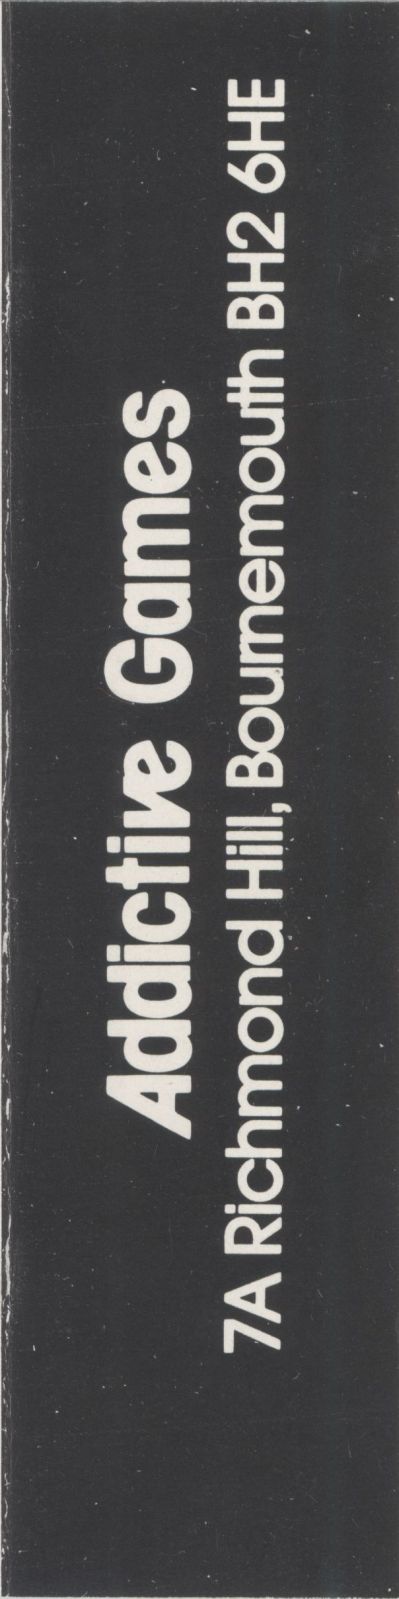 Addictive Games
7A Richmond Hill, Bournemouth BH2 6HE